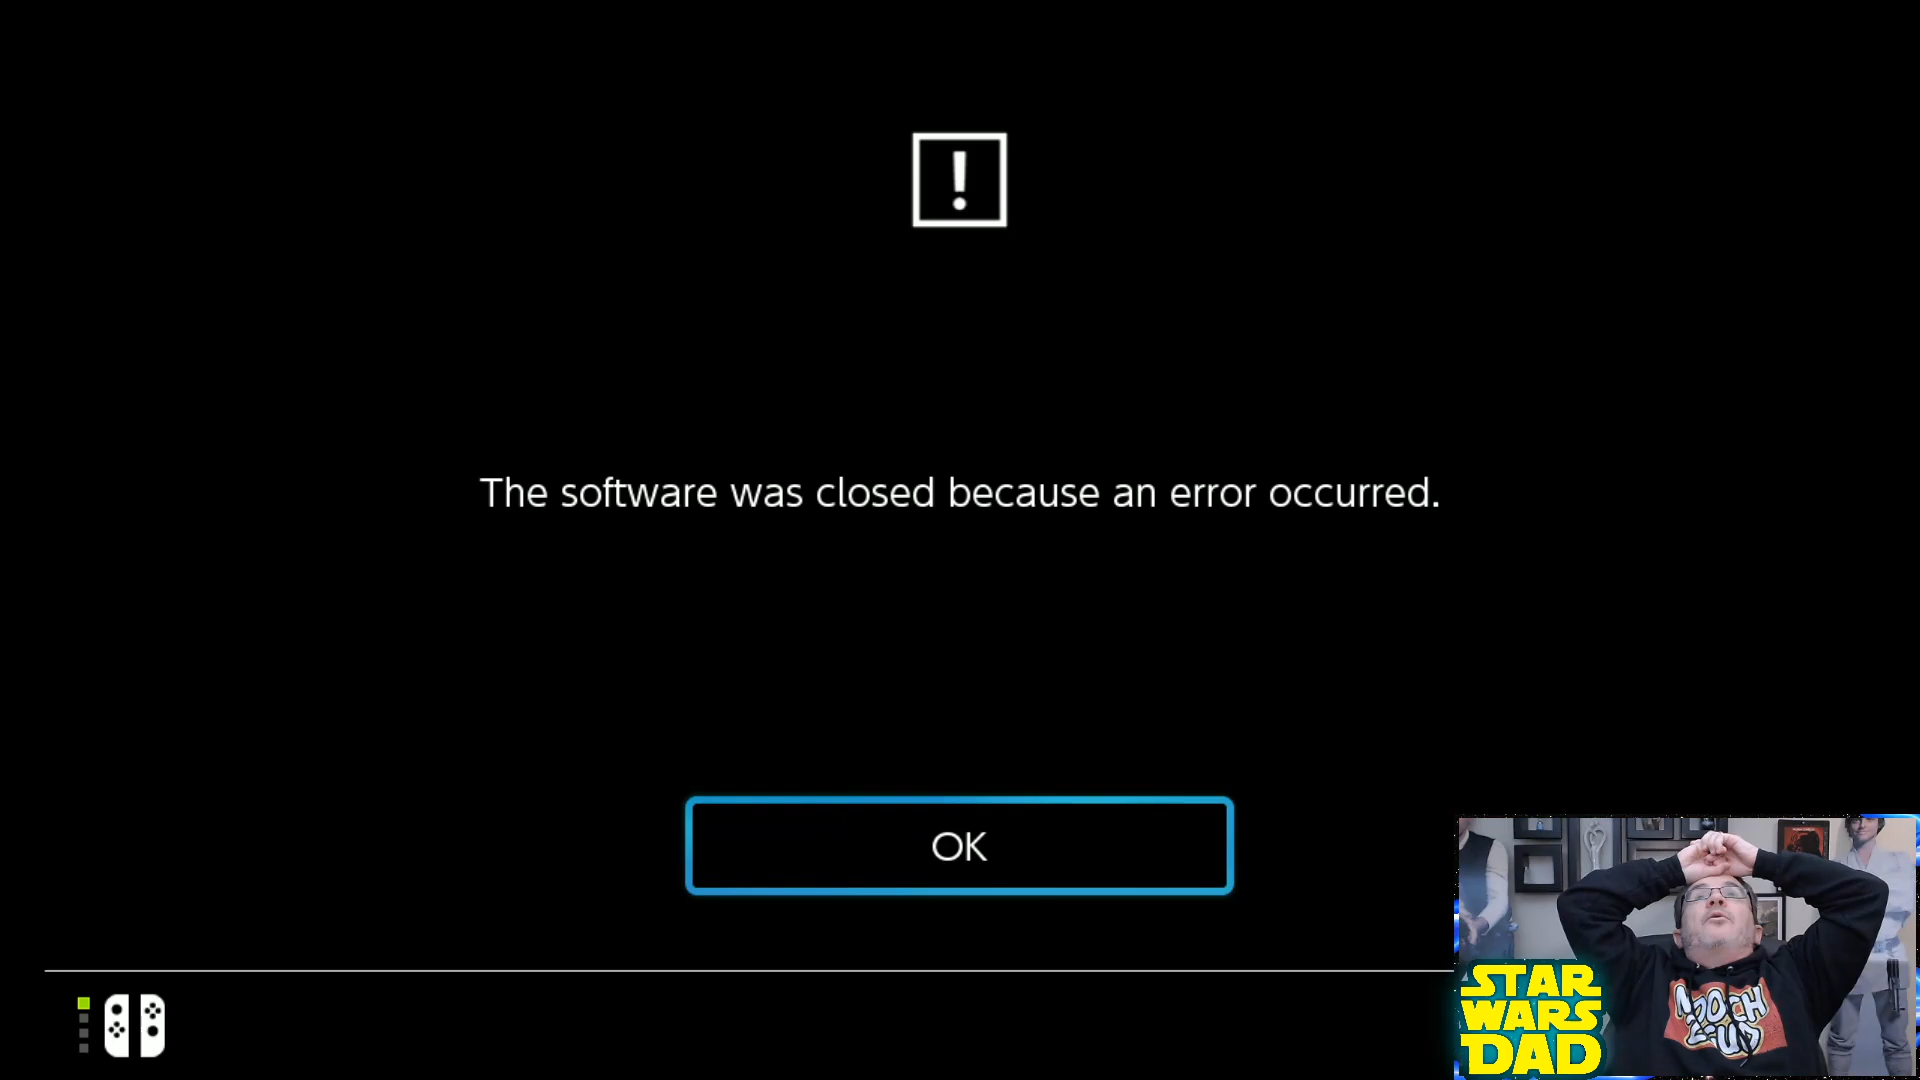 !
The software was closed because an error occurred.
OK
STAR
WARS
DAD